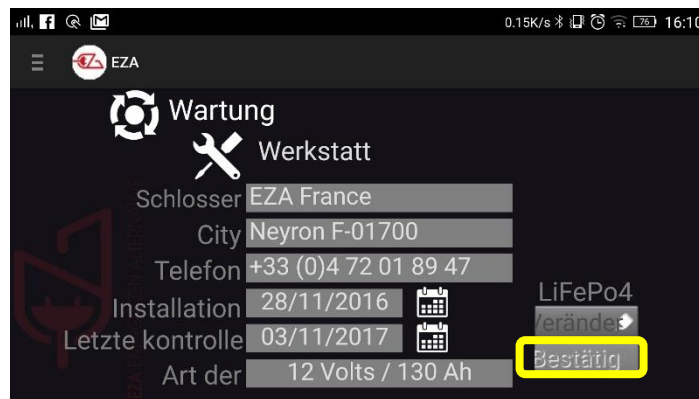 0.15K/s 76 16:10
EZA
Wartung
Werkstatt
Schlosser EZA France
City Neyron F-01700
Telefon +33 (0)4 72 01 89 47
Installation 28/11/2016
LiFePo4
Letzte kontrolle 03/11/2017
Bestätig
Art der 12 Volts / 130 Ah